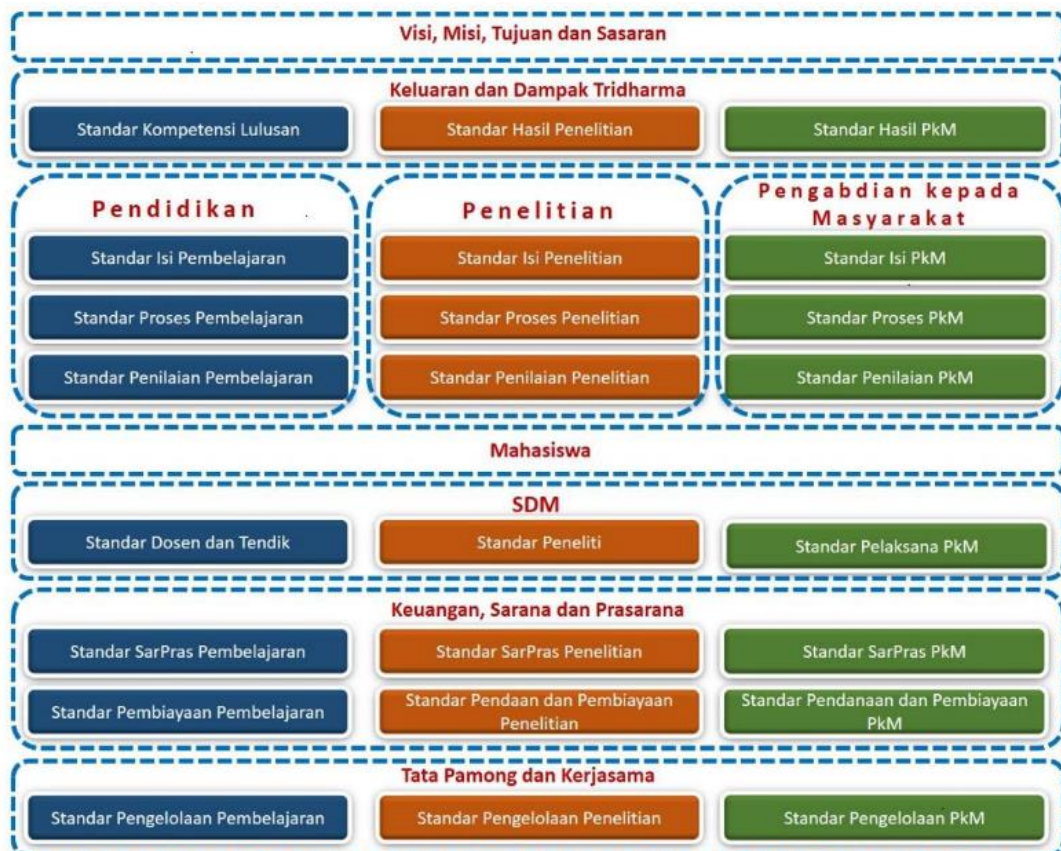 Visi, Misi, Tujuan dan Sasaran
Keluaran dan Dampak Tridharma
Standar Kompetensi Lulusan
Standar Hasil Penelitian
Standar Hasil PkM
Pendidikan
Penelitian
Pengabdian kepada
Masyarakat
Standar Isi Pembelajaran
Standar Isi Penelitian
Standar Isi PkM
Standar Proses Pembelajaran
Standar Proses Penelitian
Standar Proses PkM
Standar Penilaian Pembelajaran
Standar Penilaian Penelitian
Standar Penilaian PkM
Mahasiswa
SDM
Standar Dosen dan Tendik
Standar Peneliti
Standar Pelaksana PkM
Keuangan, Sarana dan Prasarana
Standar SarPras Pembelajaran
Standar SarPras Penelitian
Standar SarPras PkM
Standar Pembiayaan Pembelajaran
Standar Pendaan dan Pembiayaan
Penelitian
Standar Pendanaan dan Pembiayaan
PkM
Tata Pamong dan Kerjasama
Standar Pengelolaan Pembelajaran
Standar Pengelolaan Penelitian
Standar Pengelolaan PkM